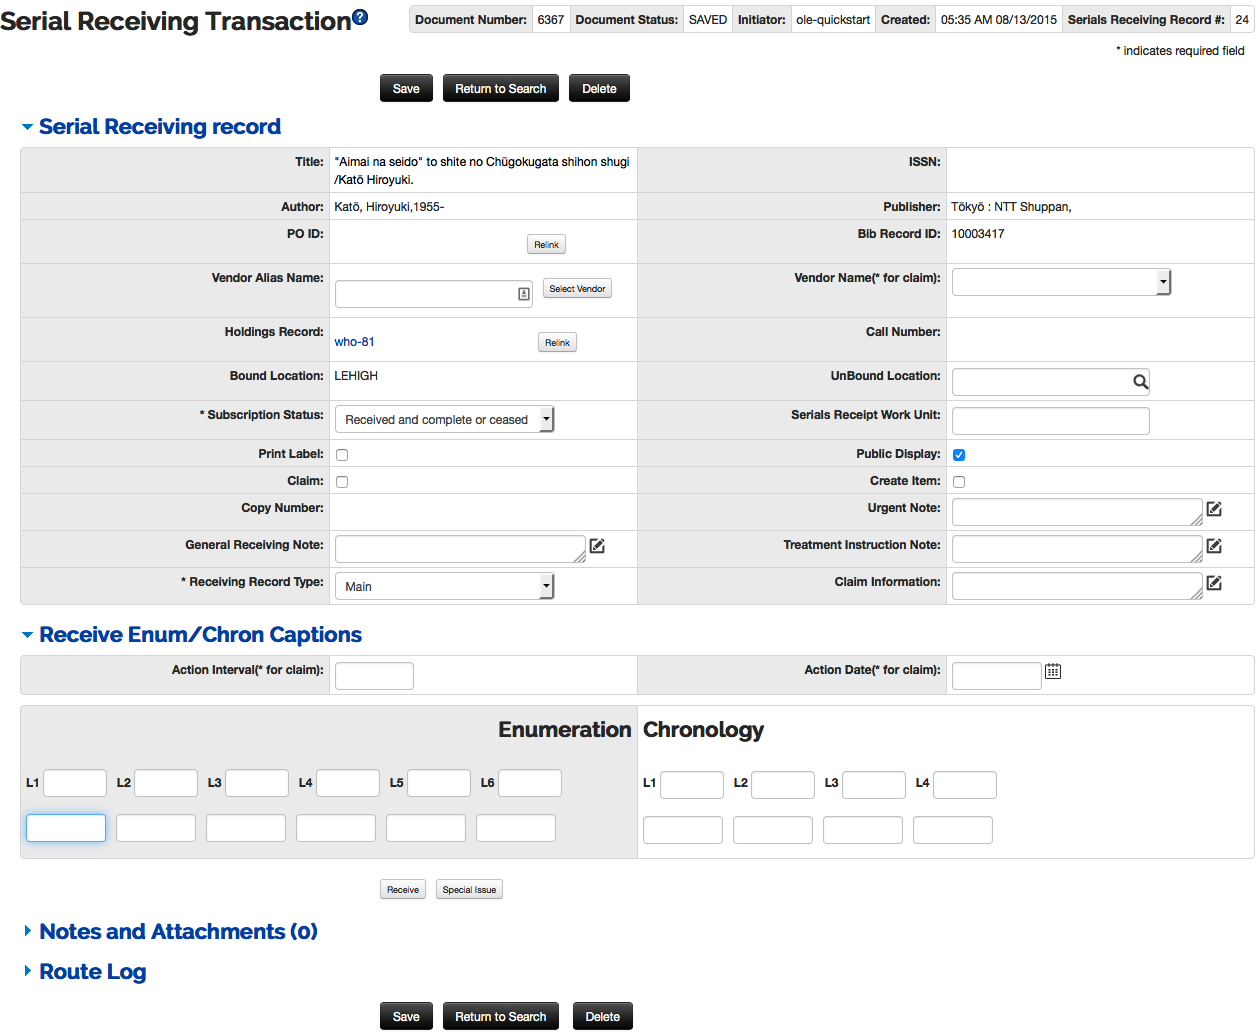 Serial Receiving Transaction ?
Document Number: 6367 Document Status: SAVED Initiator: ole-quickstart Created: 05:35 AM 08/13/2015 Serials Receiving Record #: 24
* indicates required field
Save Return to Search Delete
Serial Receiving record
Title: "Aimai na seido" to shite no Chūgokugata shihon shugi
/Katō Hiroyuki.
ISSN:
Author: Katō, Hiroyuki,1955-
Publisher: Tōkyō : NTT Shuppan,
PO ID: Relink
Bib Record ID: 10003417
Vendor Alias Name: Select Vendor
Vendor Name(* for claim):
Holdings Record: who-81 Relink
Call Number:
Bound Location: LEHIGH
UnBound Location:
* Subscription Status: Received and complete or ceased
Serials Receipt Work Unit:
Print Label:
Public Display:
Claim:
Create Item:
Copy Number:
Urgent Note:
General Receiving Note:
Treatment Instruction Note:
* Receiving Record Type: Main
Claim Information:
Receive Enum/Chron Captions
Action Interval(* for claim):
Action Date(* for claim):
Enumeration Chronology
L1 L2 L3 L4 L5 L6 L1 L2 L3 L4
Receive Special Issue
Notes and Attachments (0)
Route Log
Save Return to Search Delete